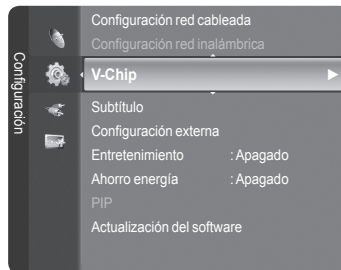 Configuración
Configuración red cableada
Configuración red inalámbrica
V-Chip
Subtítulo
Configuración externa
Entretenimiento : Apagado
Ahorro energía : Apagado
PIP
Actualización del software